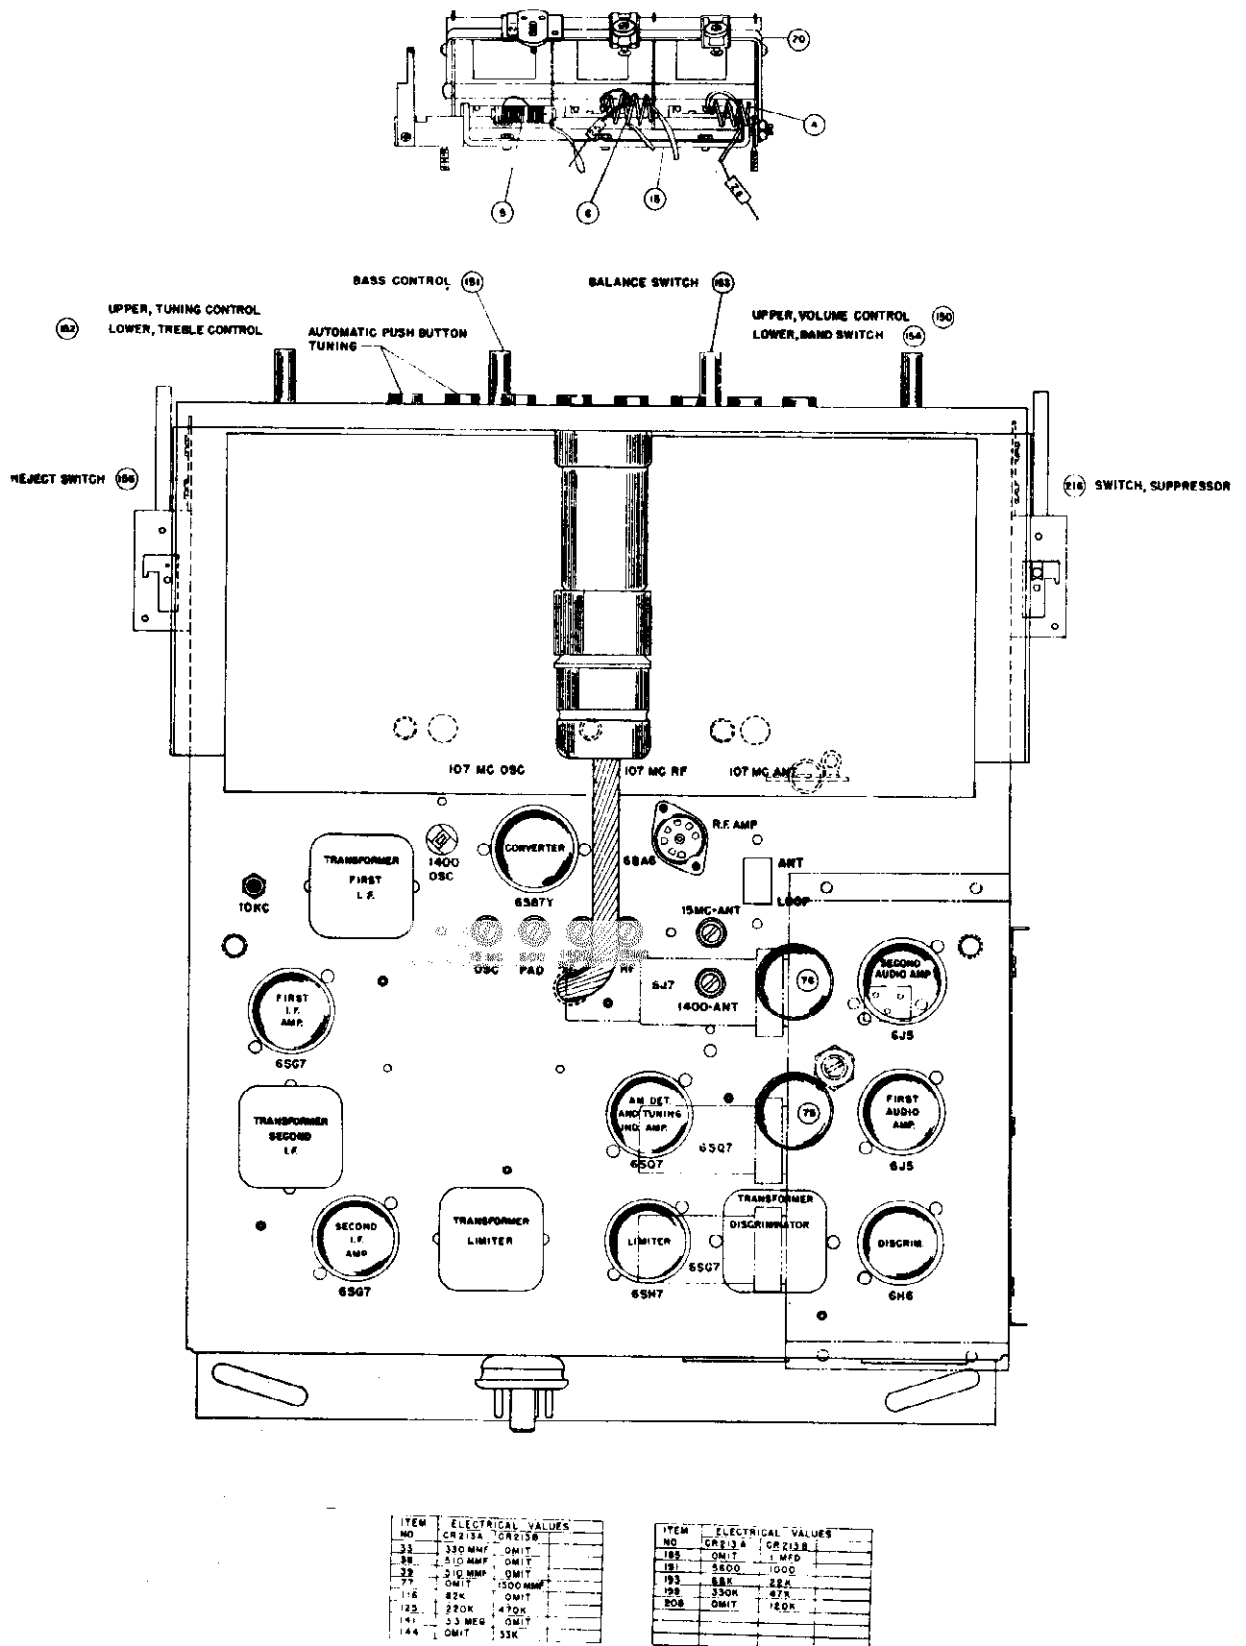 20
4
5
6
15
28
BASS CONTROL 151
BALANCE SWITCH 153
152
UPPER, TUNING CONTROL
LOWER, TREBLE CONTROL
AUTOMATIC PUSH BUTTON
TUNING
UPPER, VOLUME CONTROL 150
LOWER, BAND SWITCH 154
REJECT SWITCH
216 SWITCH, SUPPRESSOR
107 MC OSC
107 MC RF
107 MC ANT
R.F. AMP
6BA6
CONVERTER
6SB7Y
1400
OSC
TRANSFORMER
FIRST
I.F.
10KC
ANT
LOOP
15MC-ANT
OSC
PAD
RF
SJ7
1400-ANT
76
SECOND
AUDIO AMP
6J5
FIRST
I.F.
AMP.
6SG7
TRANSFORMER
SECOND
I.F.
AM DET.
AND TUNING
IND. AMP.
6SQ7
6SQ7
75
FIRST
AUDIO
AMP.
6J5
SECOND
I.F.
AMP
6SG7
TRANSFORMER
LIMITER
LIMITER
6SH7
6SG7
TRANSFORMER
DISCRIMINATOR
DISCRIM.
6H6
ITEM NO ELECTRICAL VALUES
CR213A CR213B
33 330 MMF OMIT
38 510 MMF OMIT
39 510 MMF OMIT
77 OMIT 1500 MMF
116 82K OMIT
125 220K 470K
141 3.3 MEG OMIT
144 OMIT 33K
ITEM NO ELECTRICAL VALUES
CR213A CR213B
185 OMIT 1 MFD
191 5600 1000
193 68K 22K
198 330K 47K
208 OMIT 120K